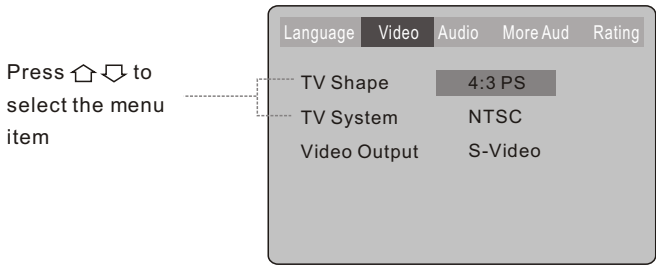 Language Video Audio More Aud Rating
Press ⇧ ⇩ to
select the menu
item
TV Shape 4:3 PS
TV System NTSC
Video Output S-Video